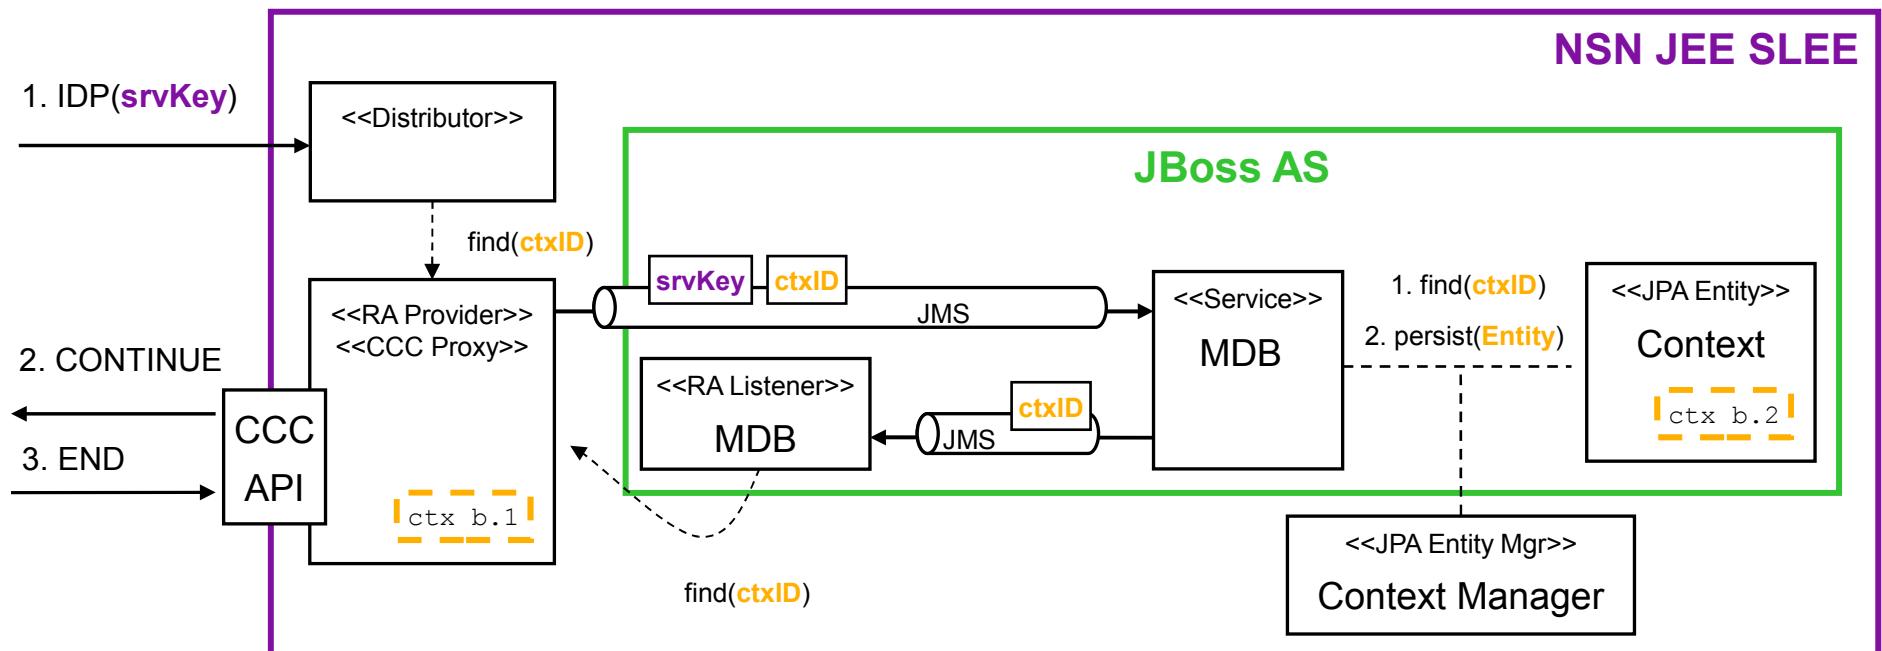 NSN JEE SLEE
1. IDP(srvKey)
<<Distributor>>
JBoss AS
find(ctxID)
srvKey
ctxID
JMS
<<RA Provider>>
<<CCC Proxy>>
<<Service>>
MDB
1. find(ctxID)
2. persist(Entity)
<<JPA Entity>>
Context
ctx b.2
2. CONTINUE
<<RA Listener>>
MDB
ctxID
JMS
CCC
API
3. END
ctx b.1
find(ctxID)
<<JPA Entity Mgr>>
Context Manager